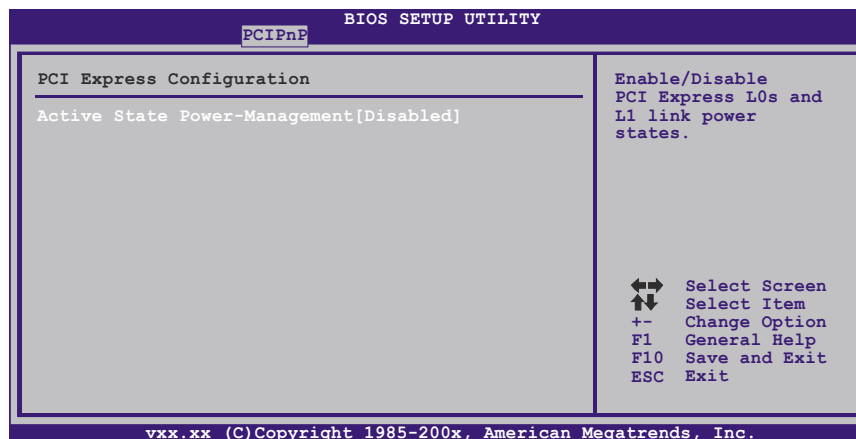 BIOS SETUP UTILITY
PCIPnP
PCI Express Configuration
Active State Power-Management[Disabled]
Enable/Disable
PCI Express L0s and
L1 link power
states.
Select Screen
Select Item
+- Change Option
F1 General Help
F10 Save and Exit
ESC Exit
vxx.xx (C)Copyright 1985-200x, American Megatrends, Inc.